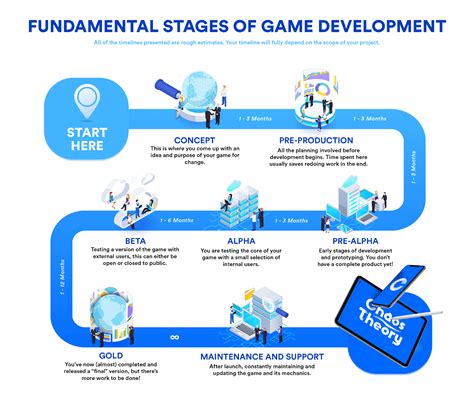 FUNDAMENTAL STAGES OF GAME DEVELOPMENT
All of the timelines presented are rough estimates. Your timeline will fully depend on the scope of your project.
START
HERE
1 - 3 Months
1 - 3 Months
CONCEPT
This is where you come up with an
idea and purpose of your game for
change.
PRE-PRODUCTION
All the planning involved before
development begins. Time spent here
usually saves redoing work in the end.
1 - 3 Months
1 - 6 Months
BETA
Testing a version of the game with
external users, this can either be
open or closed to public.
ALPHA
You are testing the core of your
game with a small selection of
internal users.
PRE-ALPHA
Early stages of development
and prototyping. You don't
have a complete product yet!
1 - 12 Months
∞
GOLD
You've now (almost) completed and
released a "final" version, but there's
more work to be done!
MAINTENANCE AND SUPPORT
After launch, constantly maintaining
and updating the game and its mechanics.
Chaos
Theory